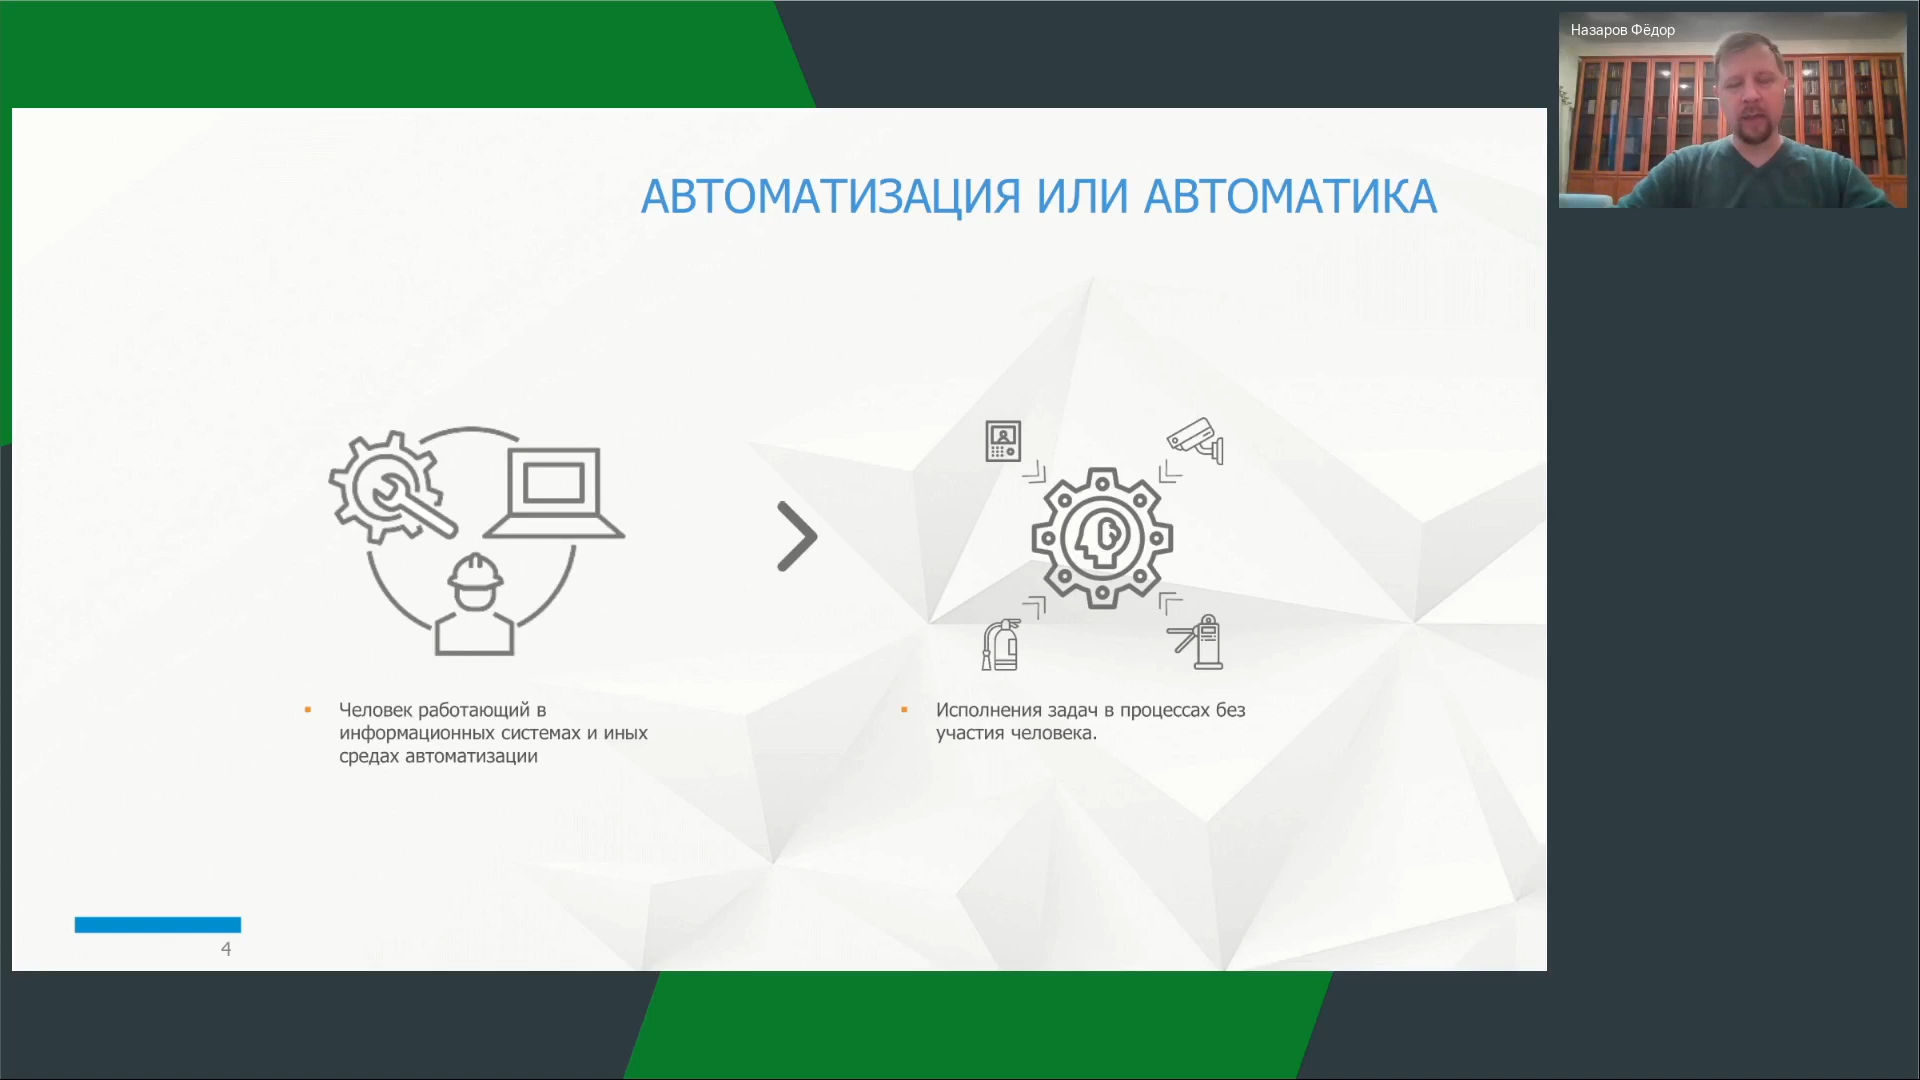 Назаров Фёдор
АВТОМАТИЗАЦИЯ ИЛИ АВТОМАТИКА
Человек работающий в
информационных системах и иных
средах автоматизации
Исполнения задач в процессах без
участия человека.
4